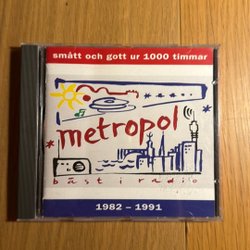 smått och gott ur 1000 timmar
metropol
bäst i radio
1982 – 1991